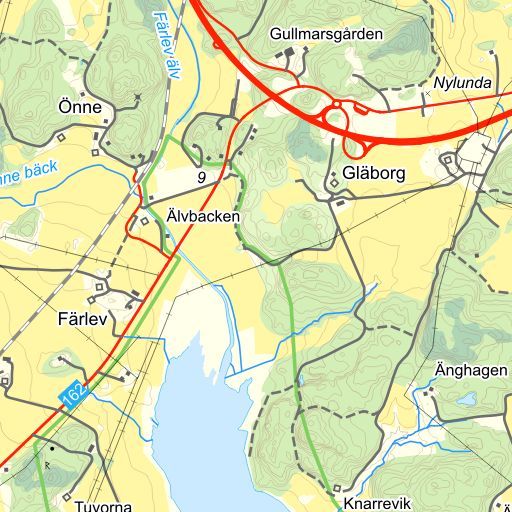 Färlev'älv
Gullmarsgården
Nylunda
Önne
nne bäck
9
Gläborg
Älvbacken
Färlev
162
Änghagen
R
Knarrevik
Tuvorna